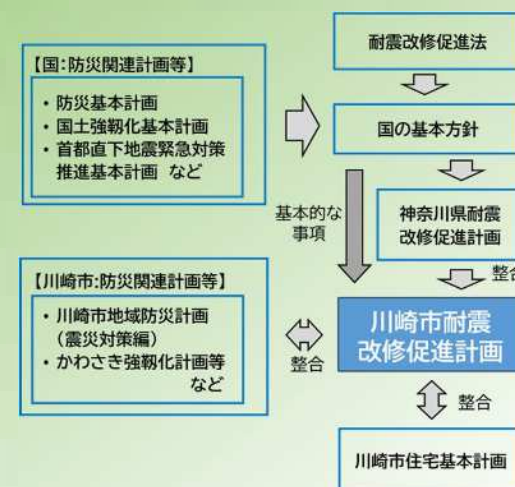 耐震改修促進法
【国:防災関連計画等】
・ 防災基本計画
・ 国土強靱化基本計画
・ 首都直下地震緊急対策
推進基本計画 など
国の基本方針
基本的な
事項
神奈川県耐震
改修促進計画
整合
【川崎市:防災関連計画等】
・ 川崎市地域防災計画
(震災対策編)
・ かわさき強靱化計画等
など
整合
川崎市耐震
改修促進計画
整合
川崎市住宅基本計画